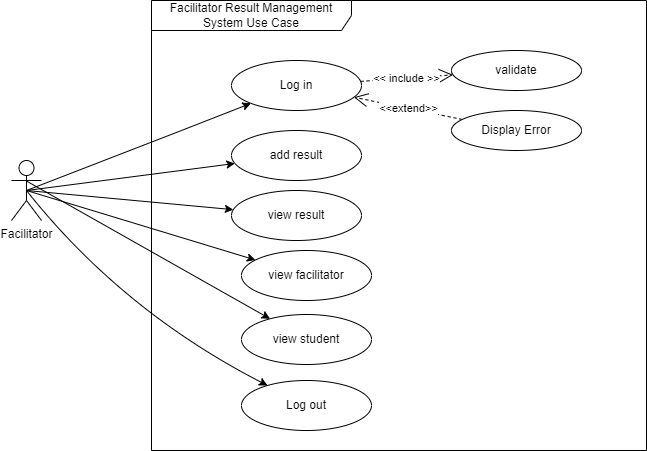 Facilitator Result Management
System Use Case
Log in
<< include >>
validate
<<extend>>
Display Error
add result
view result
Facilitator
view facilitator
view student
Log out